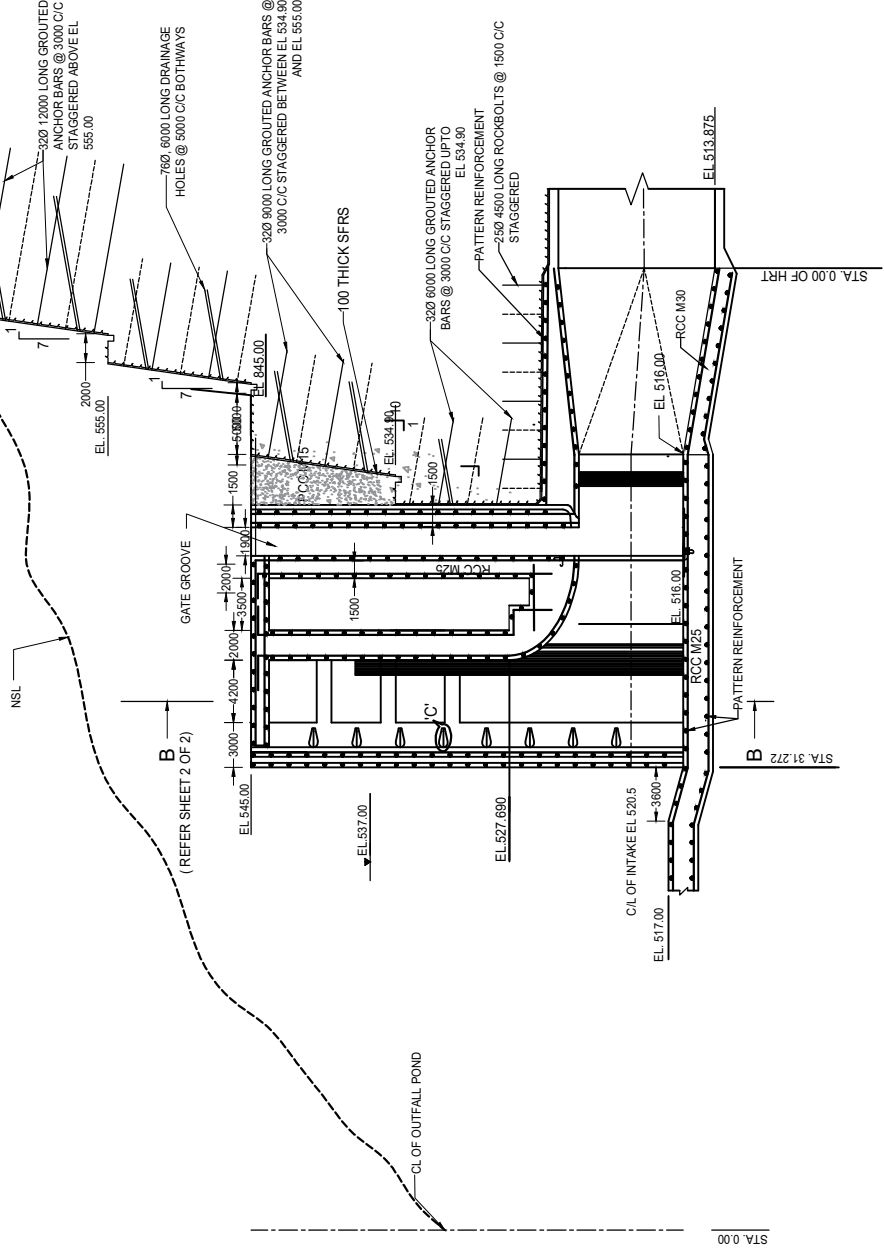 32Ø 12000 LONG GROUTED
ANCHOR BARS @ 3000 C/C
STAGGERED ABOVE EL
555.00
76Ø, 6000 LONG DRAINAGE
HOLES @ 5000 C/C BOTHWAYS
32Ø 9000 LONG GROUTED ANCHOR BARS @
3000 C/C STAGGERED BETWEEN EL 534.90
AND EL 555.00
100 THICK SFRS
32Ø 6000 LONG GROUTED ANCHOR
BARS @ 3000 C/C STAGGERED UPTO
EL 534.90
PATTERN REINFORCEMENT
25Ø 4500 LONG ROCKBOLTS @ 1500 C/C
STAGGERED
EL 513.875
STA. 0.00 OF HRT
1
7
2000
EL. 555.00
1
7
EL 845.00
EL. 534.90
10
1
1500
1500
1900
2000
3500
2000
4200
3000
1500
RCC M25
GATE GROOVE
RCC M30
EL 516.00
EL. 516.00
RCC M25
PATTERN REINFORCEMENT
NSL
B
(REFER SHEET 2 OF 2)
EL 545.00
'C'
EL.537.00
EL.527.690
C/L OF INTAKE EL 520.5
3600
B
STA. 31.272
EL. 517.00
CL OF OUTFALL POND
STA. 0.00